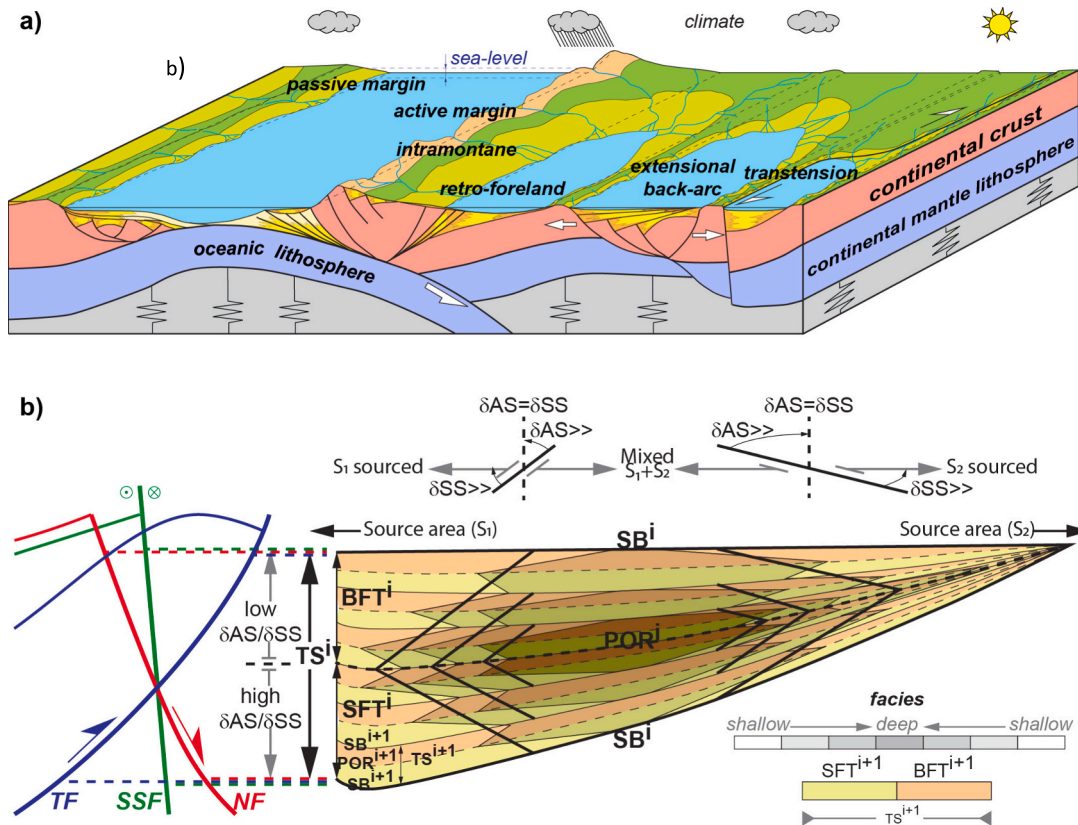 a)
climate
sea-level
b)
passive margin
active margin
intramontane
retro-foreland
extensional
back-arc
transtension
continental crust
continental mantle lithosphere
oceanic lithosphere
b)
δAS=δSS
δAS=δSS
δAS>>
δAS>>
S₁ sourced
Mixed
S₁+S₂
S₂ sourced
δSS>>
δSS>>
Source area (S₁)
Source area (S₂)
SBⁱ
BFTⁱ
low
δAS/δSS
TSⁱ
PORⁱ
high
δAS/δSS
SFTⁱ
SBⁱ⁺¹
PORⁱ⁺¹
TSⁱ⁺¹
SBⁱ⁺¹
SBⁱ
TF
SSF
NF
facies
shallow
deep
shallow
SFTⁱ⁺¹
BFTⁱ⁺¹
TSⁱ⁺¹